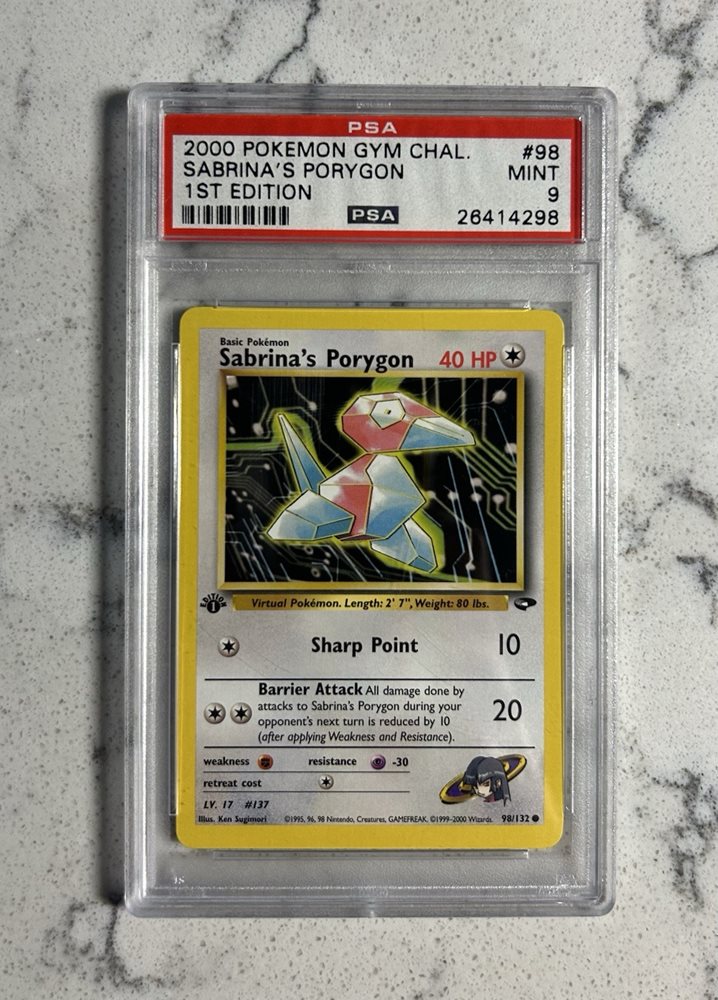 PSA
2000 POKEMON GYM CHAL. #98
SABRINA'S PORYGON MINT
1ST EDITION 9
PSA 26414298
Basic Pokémon
Sabrina's Porygon 40 HP
EDITION 1
Virtual Pokémon. Length: 2' 7", Weight: 80 lbs.
Sharp Point 10
Barrier Attack All damage done by
attacks to Sabrina's Porygon during your
opponent's next turn is reduced by 10
(after applying Weakness and Resistance).
20
weakness resistance -30
retreat cost
LV. 17 #137
Illus. Ken Sugimori ©1995, 96, 98 Nintendo, Creatures, GAMEFREAK. ©1999-2000 Wizards. 98/132